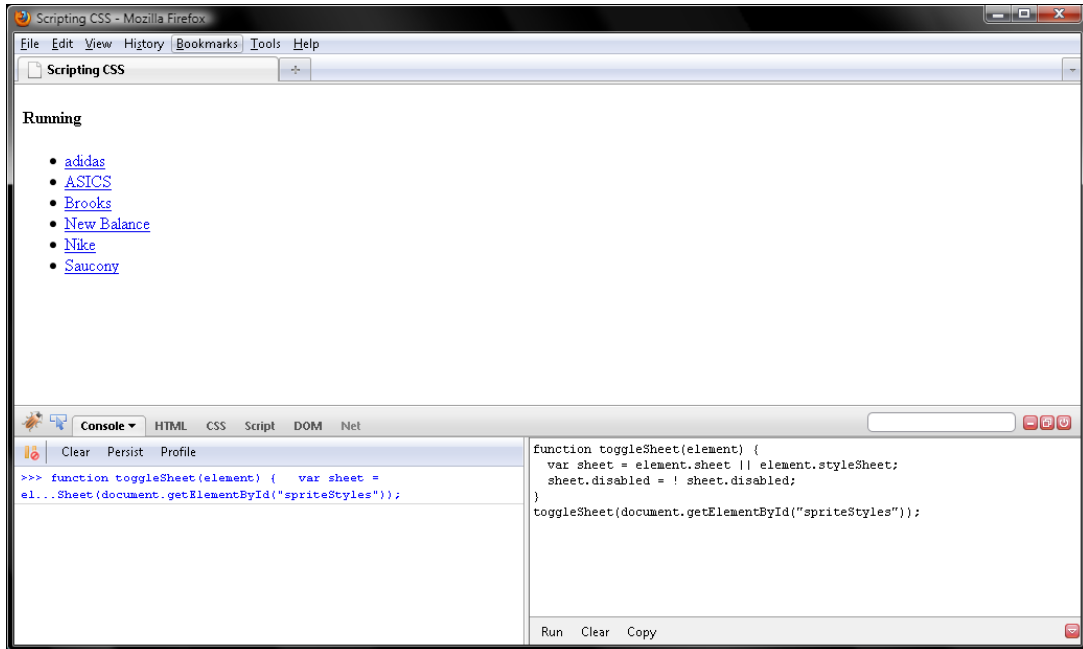 Scripting CSS - Mozilla Firefox
File Edit View History Bookmarks Tools Help
Scripting CSS
Running
adidas
ASICS
Brooks
New Balance
Nike
Saucony
Console HTML CSS Script DOM Net
Clear Persist Profile
>>> function toggleSheet(element) {   var sheet =
el...Sheet(document.getElementById("spriteStyles"));
function toggleSheet(element) {
  var sheet = element.sheet || element.styleSheet;
  sheet.disabled = ! sheet.disabled;
}
toggleSheet(document.getElementById("spriteStyles"));
Run Clear Copy